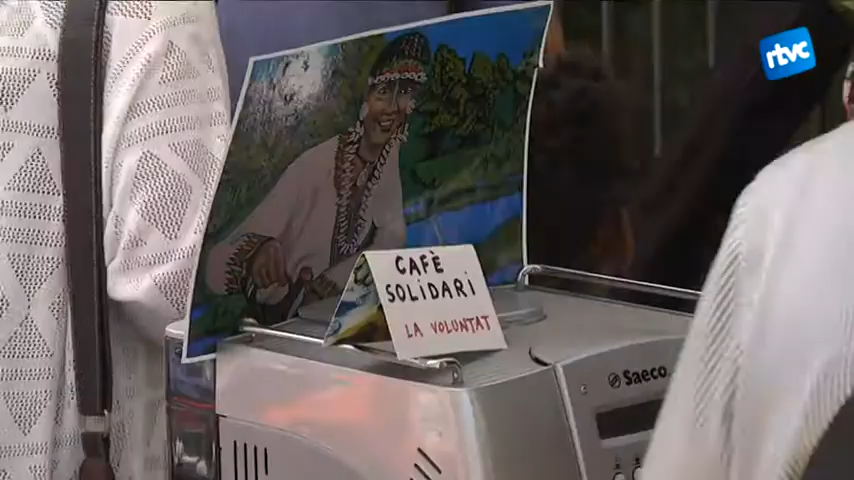 rtvc
CAFÈ
SOLIDARI
LA VOLUNTAT
Saeco